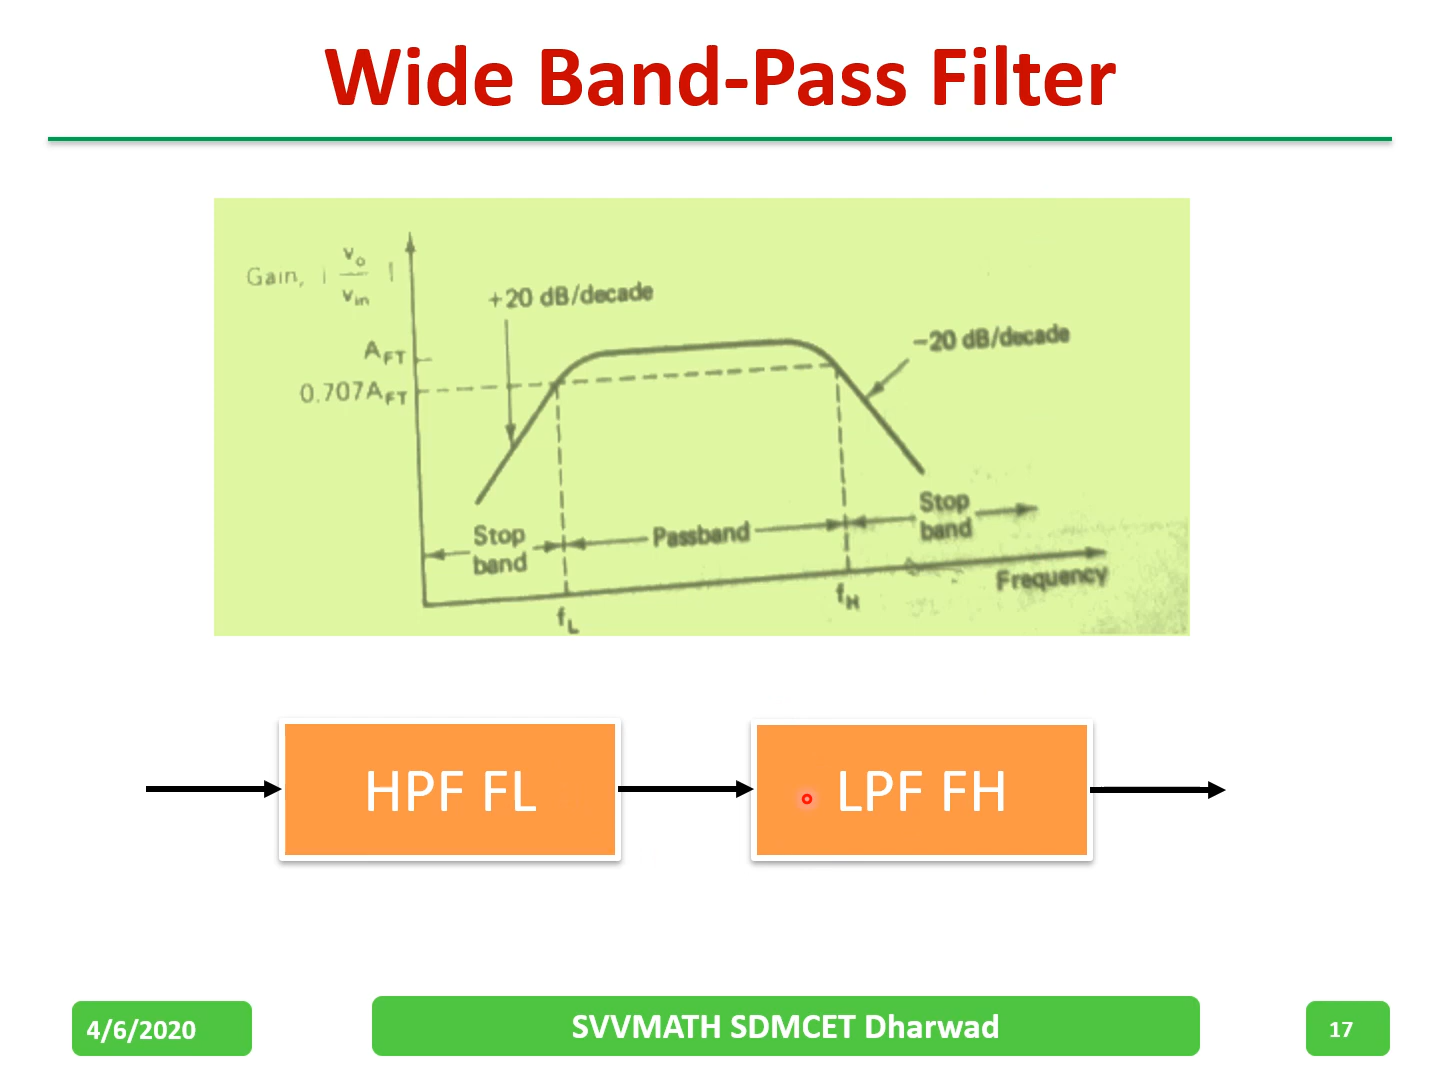 Wide Band-Pass Filter
Gain, | vo / vin |
+20 dB/decade
−20 dB/decade
AFT
0.707AFT
Stop band
Passband
Stop band
Frequency
fL
fH
HPF FL
LPF FH
4/6/2020
SVVMATH SDMCET Dharwad
17